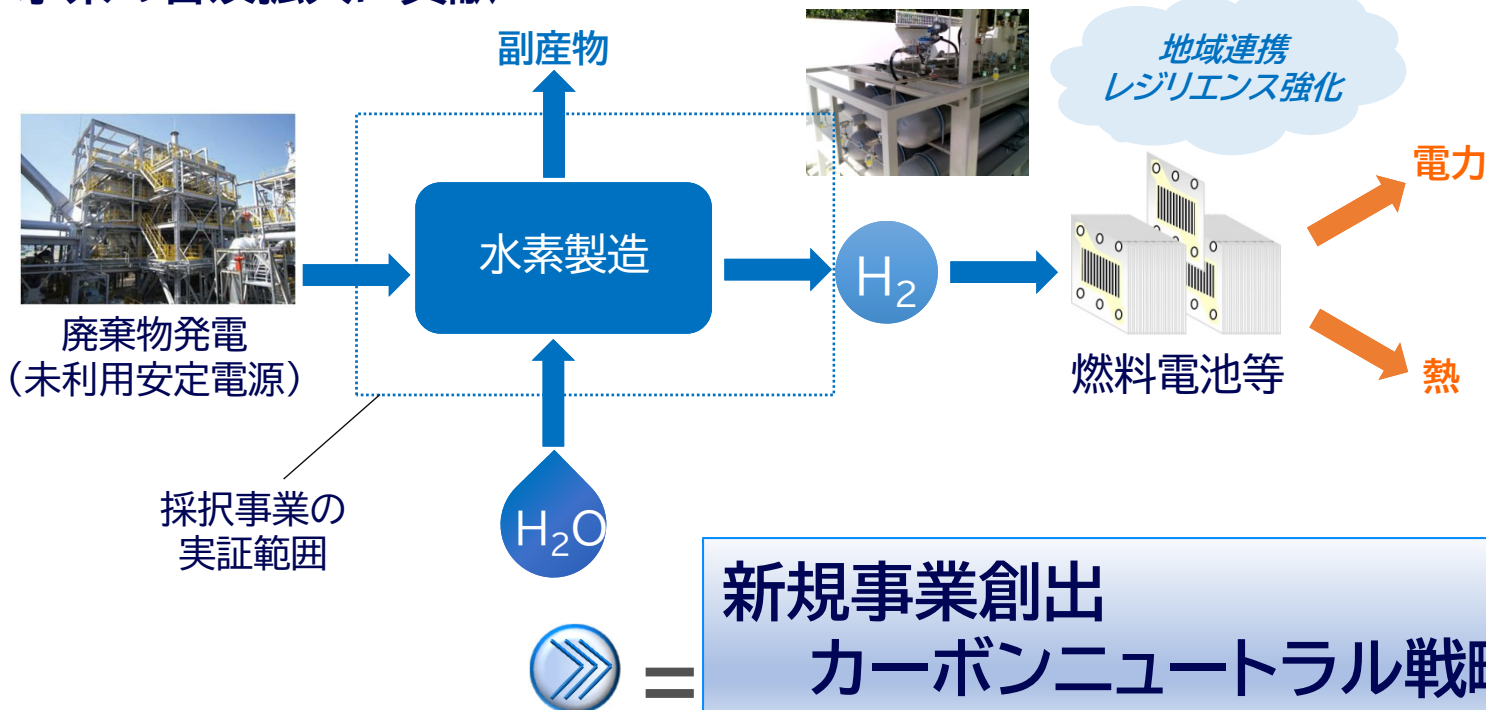 副産物
地域連携
レジリエンス強化
電力
水素製造
H₂
廃棄物発電
（未利用安定電源）
燃料電池等
熱
採択事業の
実証範囲
H₂O
新規事業創出
カーボンニュートラル戦略
=